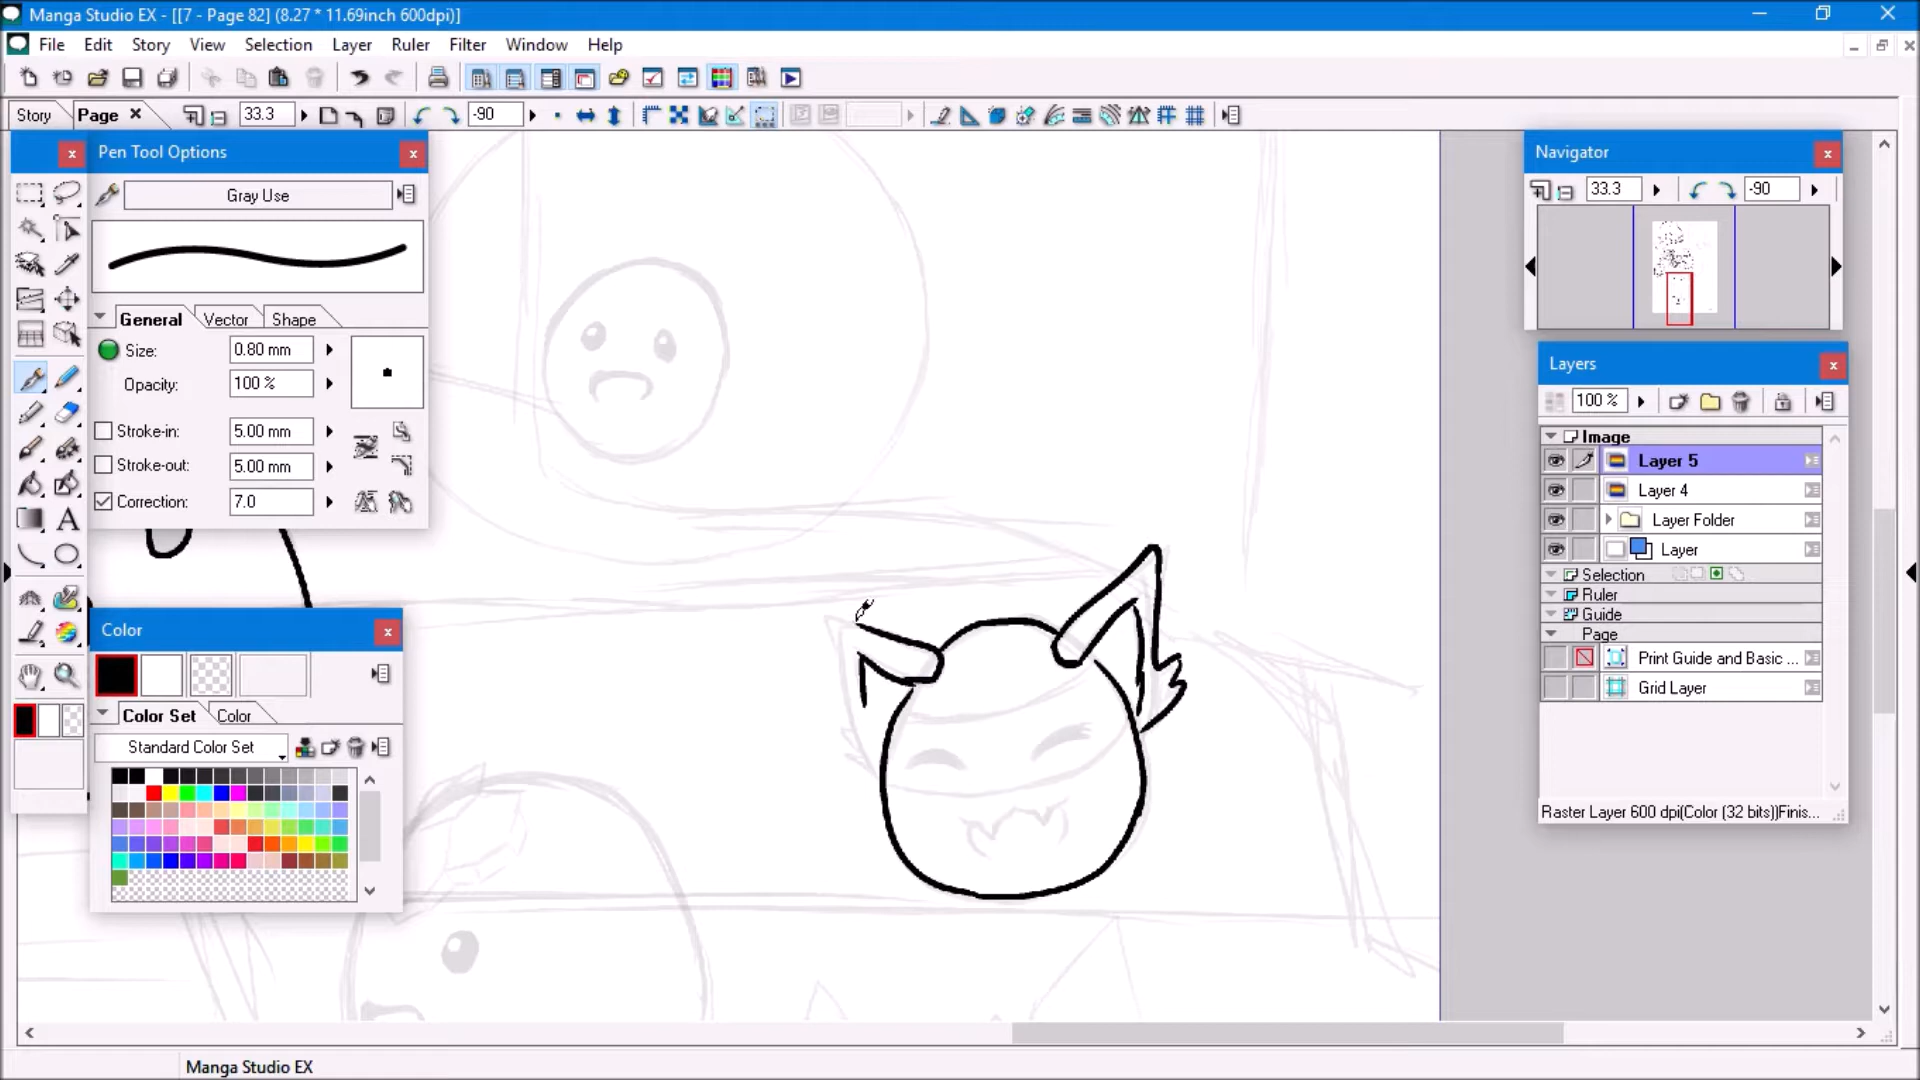 Manga Studio EX - [[7 - Page 82] (8.27 * 11.69inch 600dpi)]
File Edit Story View Selection Layer Ruler Filter Window Help
Story Page 33.3 -90
Pen Tool Options
Gray Use
General Vector Shape
Size: 0.80 mm
Opacity: 100 %
Stroke-in: 5.00 mm
Stroke-out: 5.00 mm
Correction: 7.0
A
Color
Color Set Color
Standard Color Set
Navigator
33.3 -90
Layers
100 %
Image
Layer 5
Layer 4
Layer Folder
Layer
Selection
Ruler
Guide
Page
Print Guide and Basic ...
Grid Layer
Raster Layer 600 dpi(Color (32 bits))Finis...
Manga Studio EX